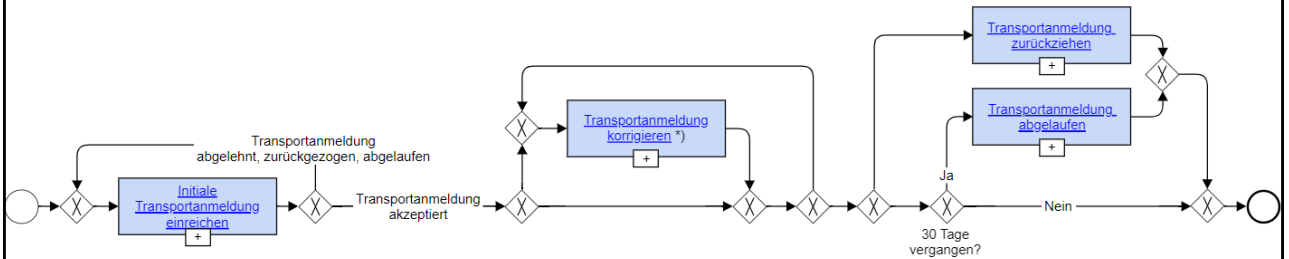 Transportanmeldung
abgelehnt, zurückgezogen, abgelaufen
Initiale
Transportanmeldung
einreichen
+
X
X
Transportanmeldung
akzeptiert
X
X
Transportanmeldung
korrigieren *)
+
X
X
X
Transportanmeldung
zurückziehen
+
Transportanmeldung
abgelaufen
+
X
Ja
X
30 Tage
vergangen?
Nein
X
X